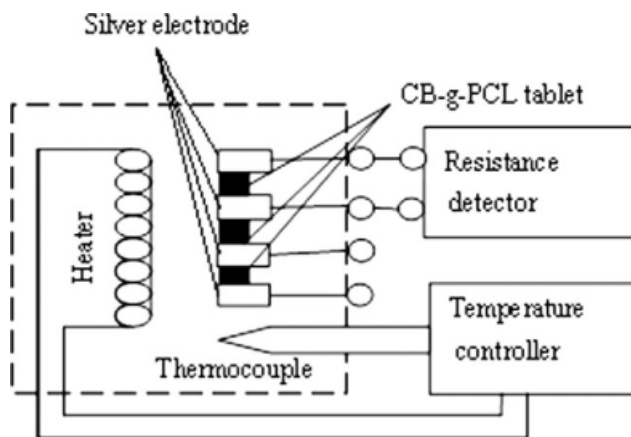 Silver electrode
CB-g-PCL tablet
Resistance
detector
Heater
Temperature
controller
Thermocouple